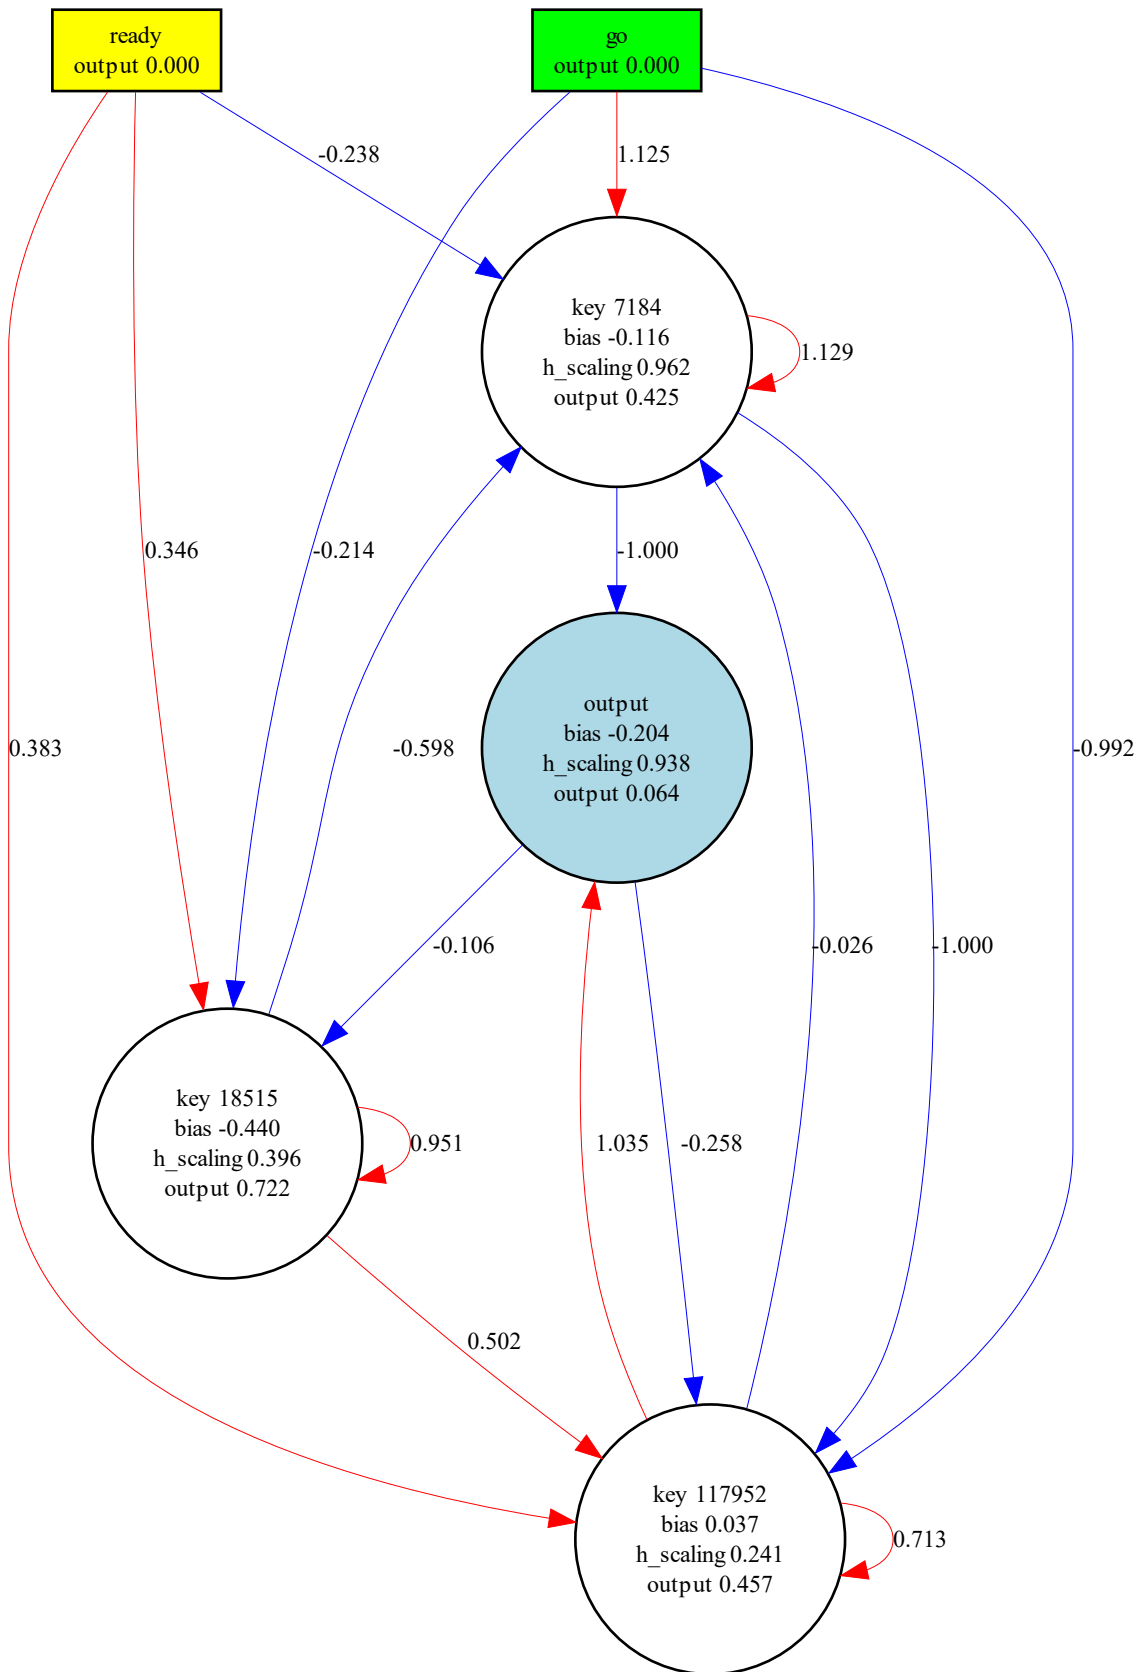 ready
output 0.000
go
output 0.000
-0.238
1.125
key 7184
bias -0.116
h_scaling 0.962
output 0.425
1.129
0.346
-0.214
-1.000
output
bias -0.204
h_scaling 0.938
output 0.064
0.383
-0.598
-0.992
-0.106
-0.026
-1.000
key 18515
bias -0.440
h_scaling 0.396
output 0.722
0.951
1.035
-0.258
0.502
key 117952
bias 0.037
h_scaling 0.241
output 0.457
0.713